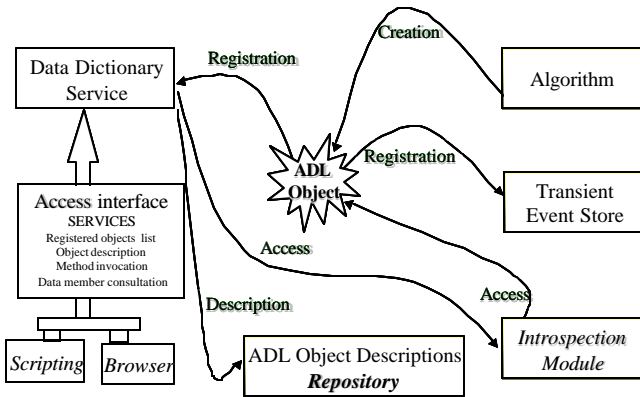 Creation
Data Dictionary
Service
Registration
Algorithm
ADL
Object
Registration
Transient
Event Store
Access interface
SERVICES
Registered objects list
Object description
Method invocation
Data member consultation
Access
Access
Description
Scripting
Browser
ADL Object Descriptions
Repository
Introspection
Module